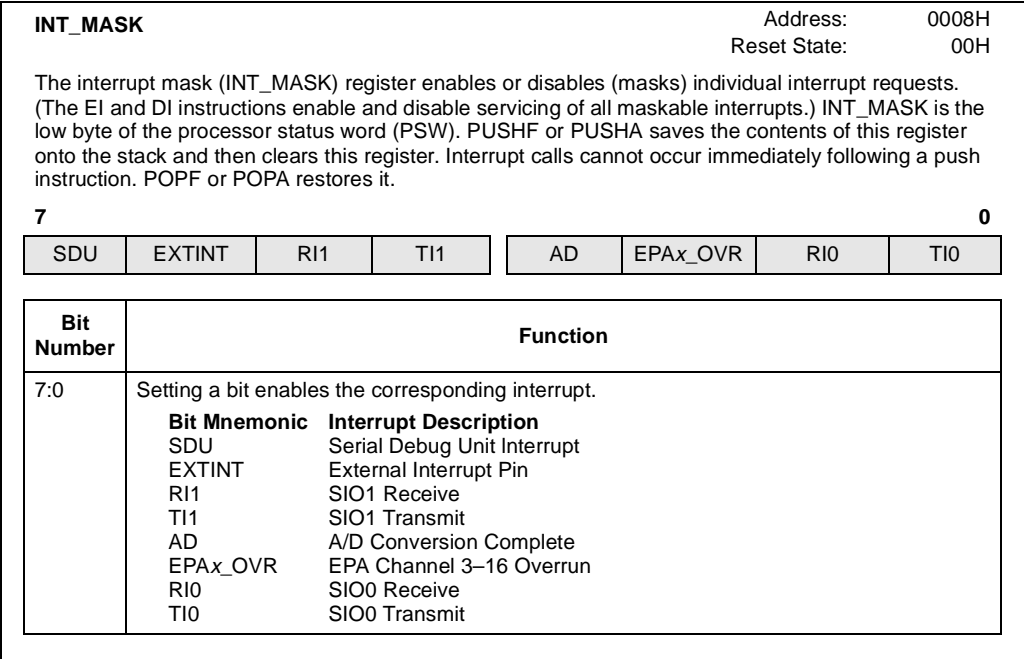 INT_MASK Address: 0008H
Reset State: 00H
The interrupt mask (INT_MASK) register enables or disables (masks) individual interrupt requests.
(The EI and DI instructions enable and disable servicing of all maskable interrupts.) INT_MASK is the
low byte of the processor status word (PSW). PUSHF or PUSHA saves the contents of this register
onto the stack and then clears this register. Interrupt calls cannot occur immediately following a push
instruction. POPF or POPA restores it.
7 0
SDU EXTINT RI1 TI1 AD EPAx_OVR RI0 TI0
Bit
Number Function
7:0 Setting a bit enables the corresponding interrupt.
Bit Mnemonic Interrupt Description
SDU Serial Debug Unit Interrupt
EXTINT External Interrupt Pin
RI1 SIO1 Receive
TI1 SIO1 Transmit
AD A/D Conversion Complete
EPAx_OVR EPA Channel 3–16 Overrun
RI0 SIO0 Receive
TI0 SIO0 Transmit